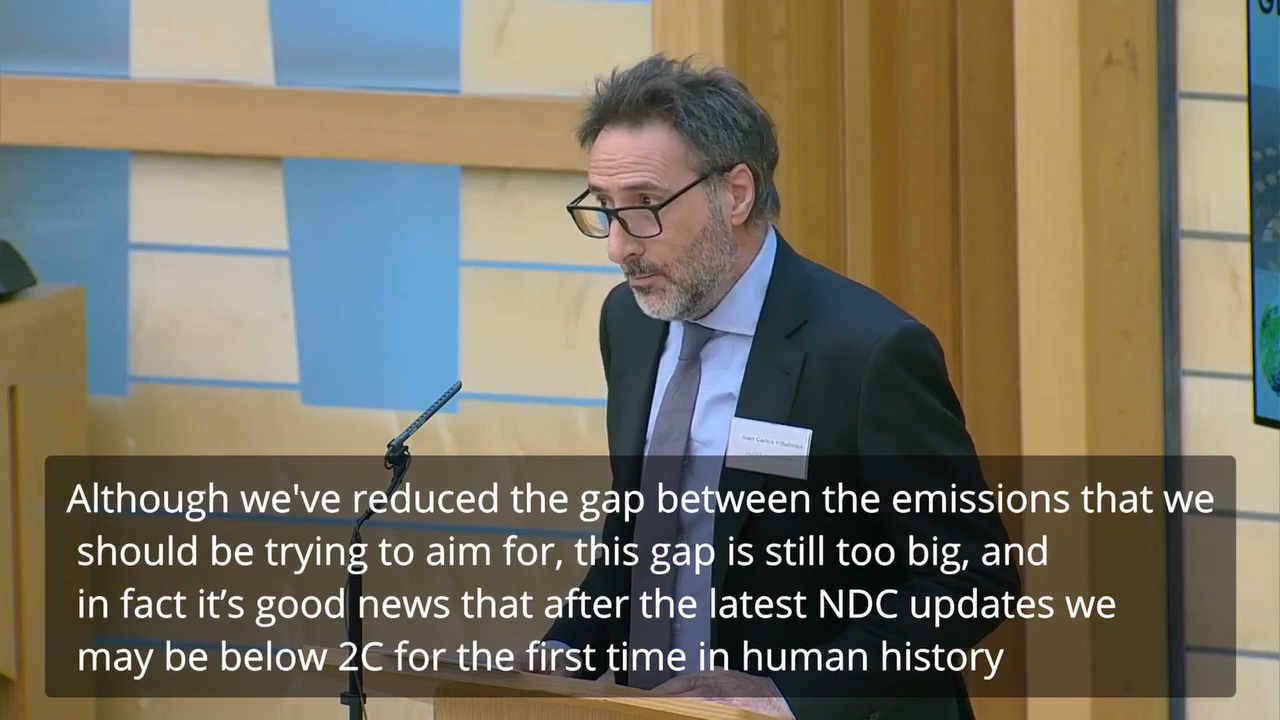 Juan Carlos
Although we've reduced the gap between the emissions that we
should be trying to aim for, this gap is still too big, and
in fact it’s good news that after the latest NDC updates we
may be below 2C for the first time in human history